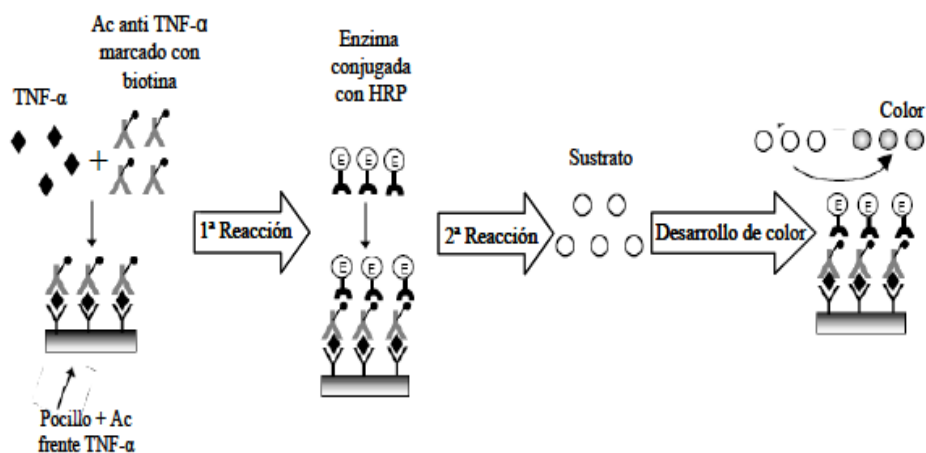 TNF-α
Ac anti TNF-α
marcado con
biotina
+
Pocillo + Ac
frente TNF-α
1ª Reacción
Enzima
conjugada
con HRP
E E E
E E E
2ª Reacción
Sustrato
Desarrollo de color
Color
E E E